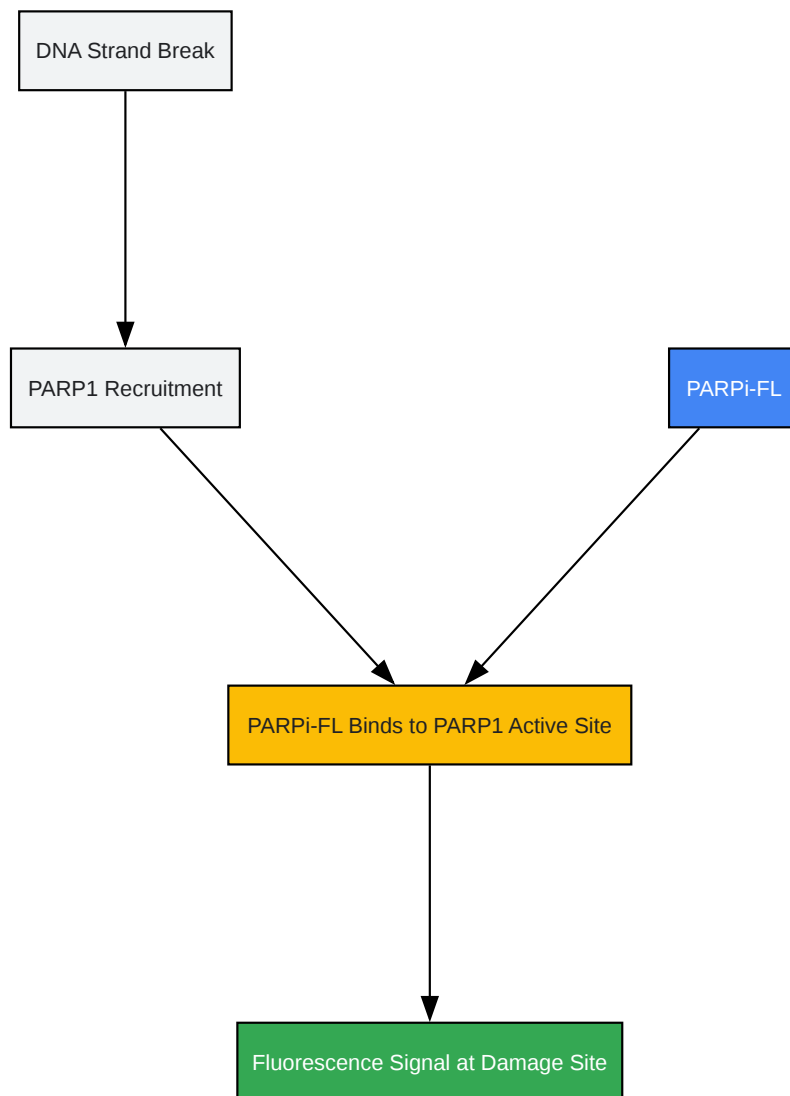 DNA Strand Break
PARP1 Recruitment
PARPi-FL
PARPi-FL Binds to PARP1 Active Site
Fluorescence Signal at Damage Site